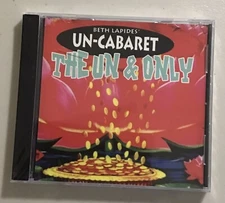 BETH LAPIDES'
UN-CABARET
THE UN & ONLY